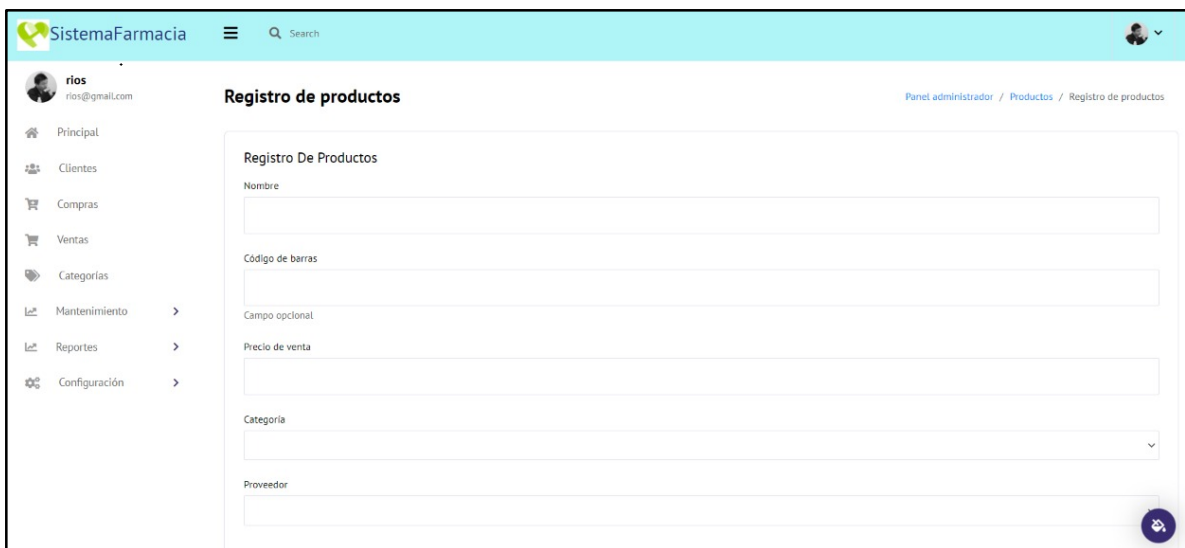 SistemaFarmacia
Search
rios
rios@gmail.com
Principal
Clientes
Compras
Ventas
Categorías
Mantenimiento
Reportes
Configuración
Registro de productos
Panel administrador / Productos / Registro de productos
Registro De Productos
Nombre
Código de barras
Campo opcional
Precio de venta
Categoría
Proveedor